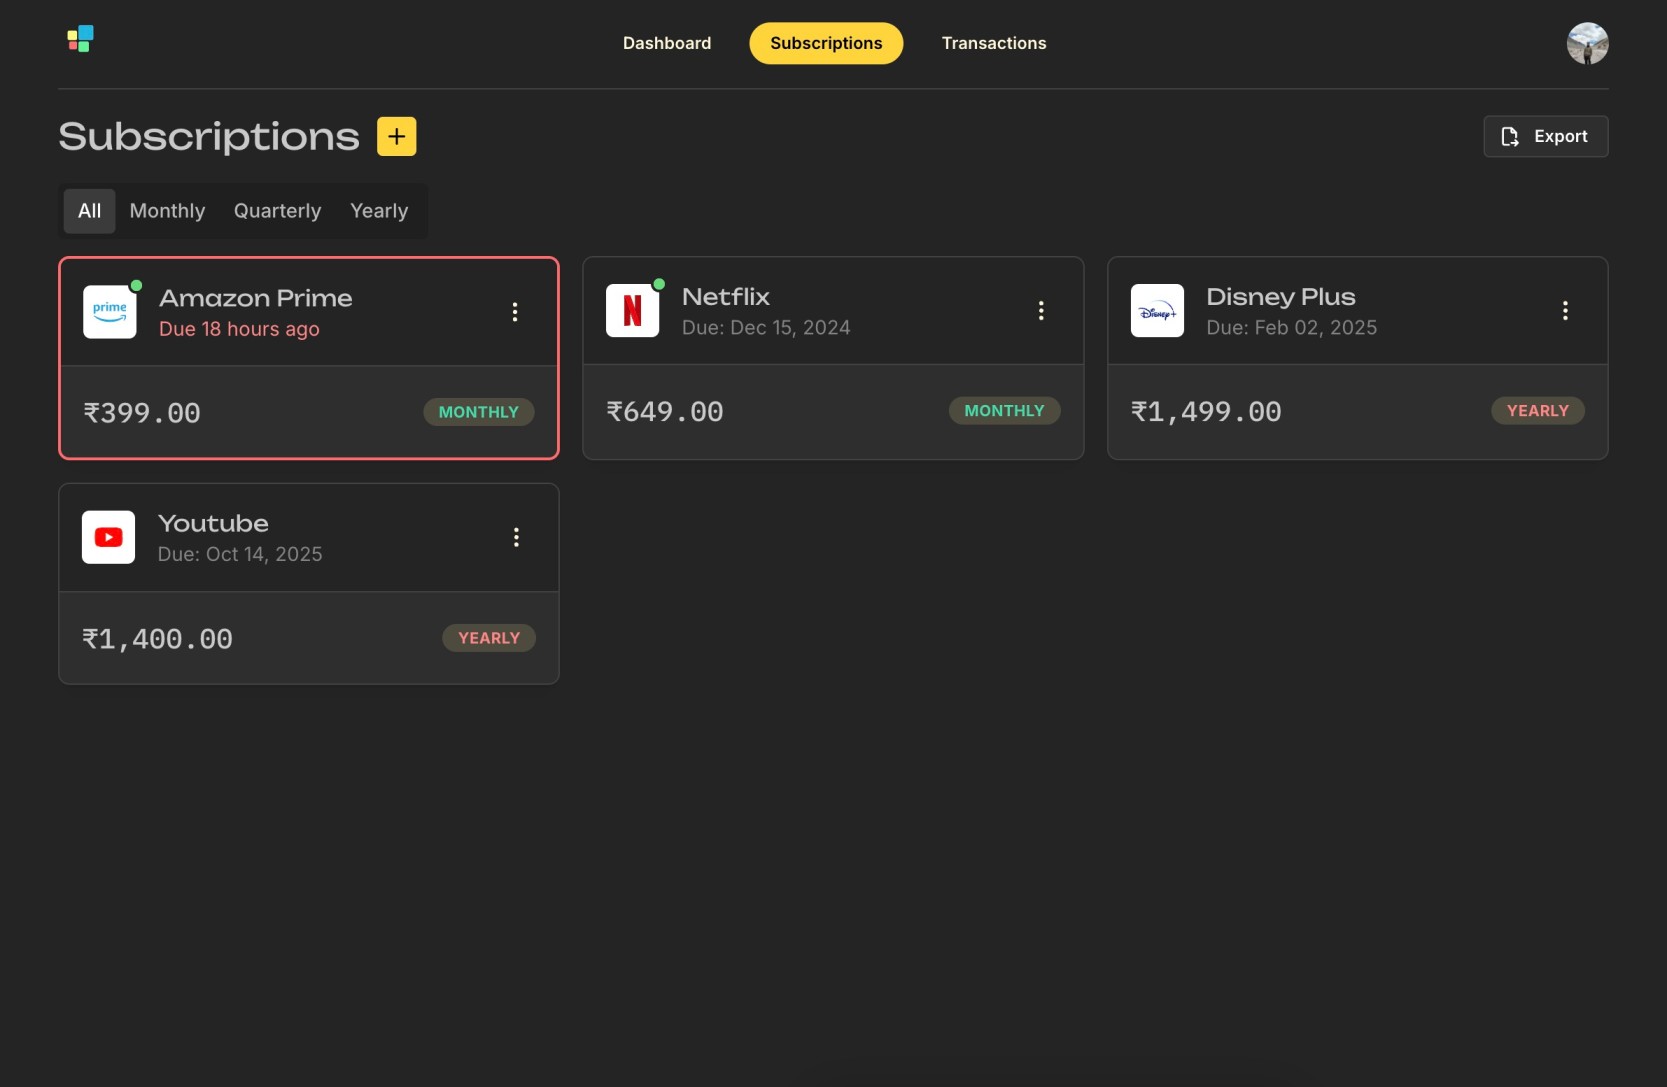 Dashboard
Subscriptions
Transactions
Subscriptions
+
Export
All
Monthly
Quarterly
Yearly
prime
Amazon Prime
Due 18 hours ago
₹399.00
MONTHLY
N
Netflix
Due: Dec 15, 2024
₹649.00
MONTHLY
Disney+
Disney Plus
Due: Feb 02, 2025
₹1,499.00
YEARLY
Youtube
Due: Oct 14, 2025
₹1,400.00
YEARLY